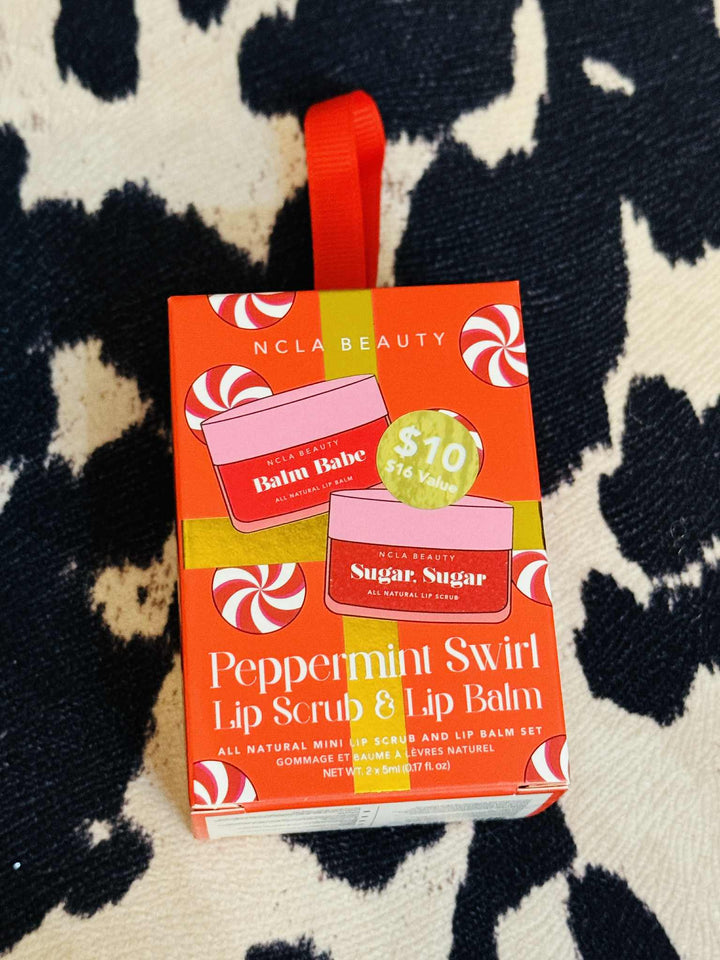 NCLA BEAUTY
NCLA BEAUTY
Balm Babe
ALL NATURAL LIP BALM
$10
$16 Value
NCLA BEAUTY
Sugar, Sugar
ALL NATURAL LIP SCRUB
Peppermint Swirl
Lip Scrub & Lip Balm
ALL NATURAL MINI LIP SCRUB AND LIP BALM SET
GOMMAGE ET BAUME À LÈVRES NATUREL
NET WT. 2 x 5ml (0.17 fl. oz)